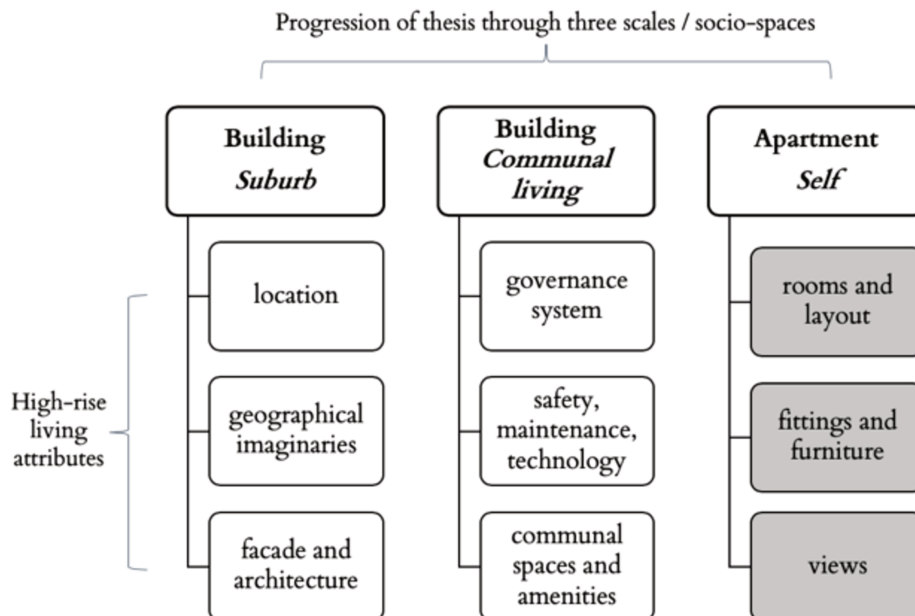 Progression of thesis through three scales / socio-spaces
Building
Suburb
Building
Communal
living
Apartment
Self
High-rise
living
attributes
location
geographical
imaginaries
facade and
architecture
governance
system
safety,
maintenance,
technology
communal
spaces and
amenities
rooms and
layout
fittings and
furniture
views